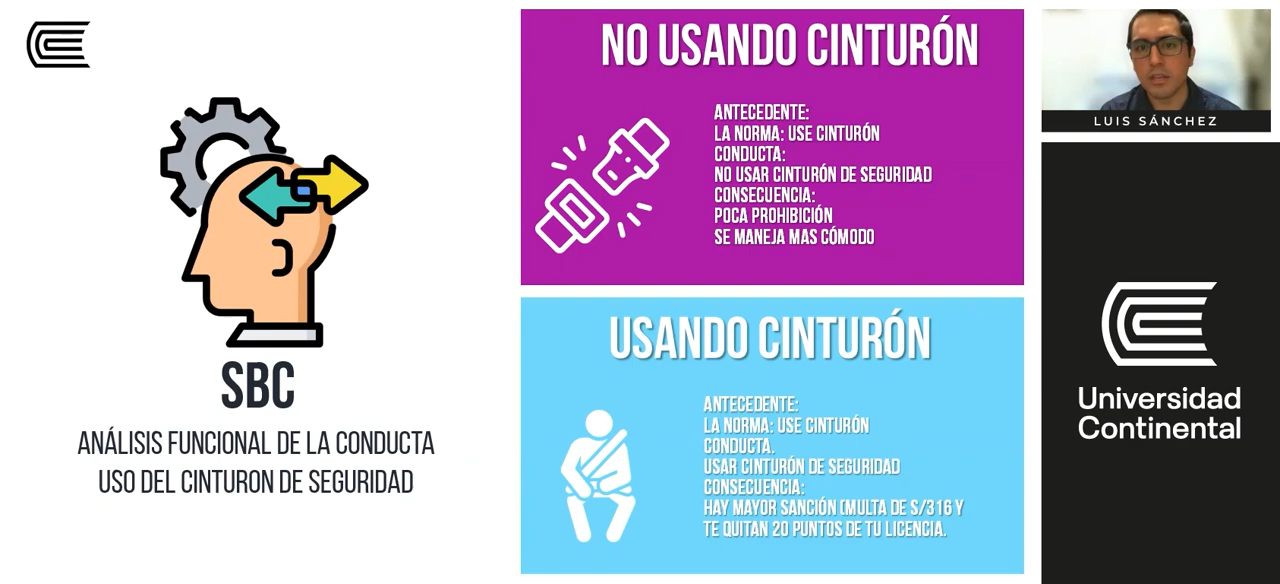 SBC
ANÁLISIS FUNCIONAL DE LA CONDUCTA
USO DEL CINTURON DE SEGURIDAD
NO USANDO CINTURÓN
ANTECEDENTE:
LA NORMA: USE CINTURÓN
CONDUCTA:
NO USAR CINTURÓN DE SEGURIDAD
CONSECUENCIA:
POCA PROHIBICIÓN
SE MANEJA MAS CÓMODO
USANDO CINTURÓN
ANTECEDENTE:
LA NORMA: USE CINTURÓN
CONDUCTA.
USAR CINTURÓN DE SEGURIDAD
CONSECUENCIA:
HAY MAYOR SANCIÓN (MULTA DE S/316 Y
TE QUITAN 20 PUNTOS DE TU LICENCIA.
LUIS SÁNCHEZ
Universidad
Continental